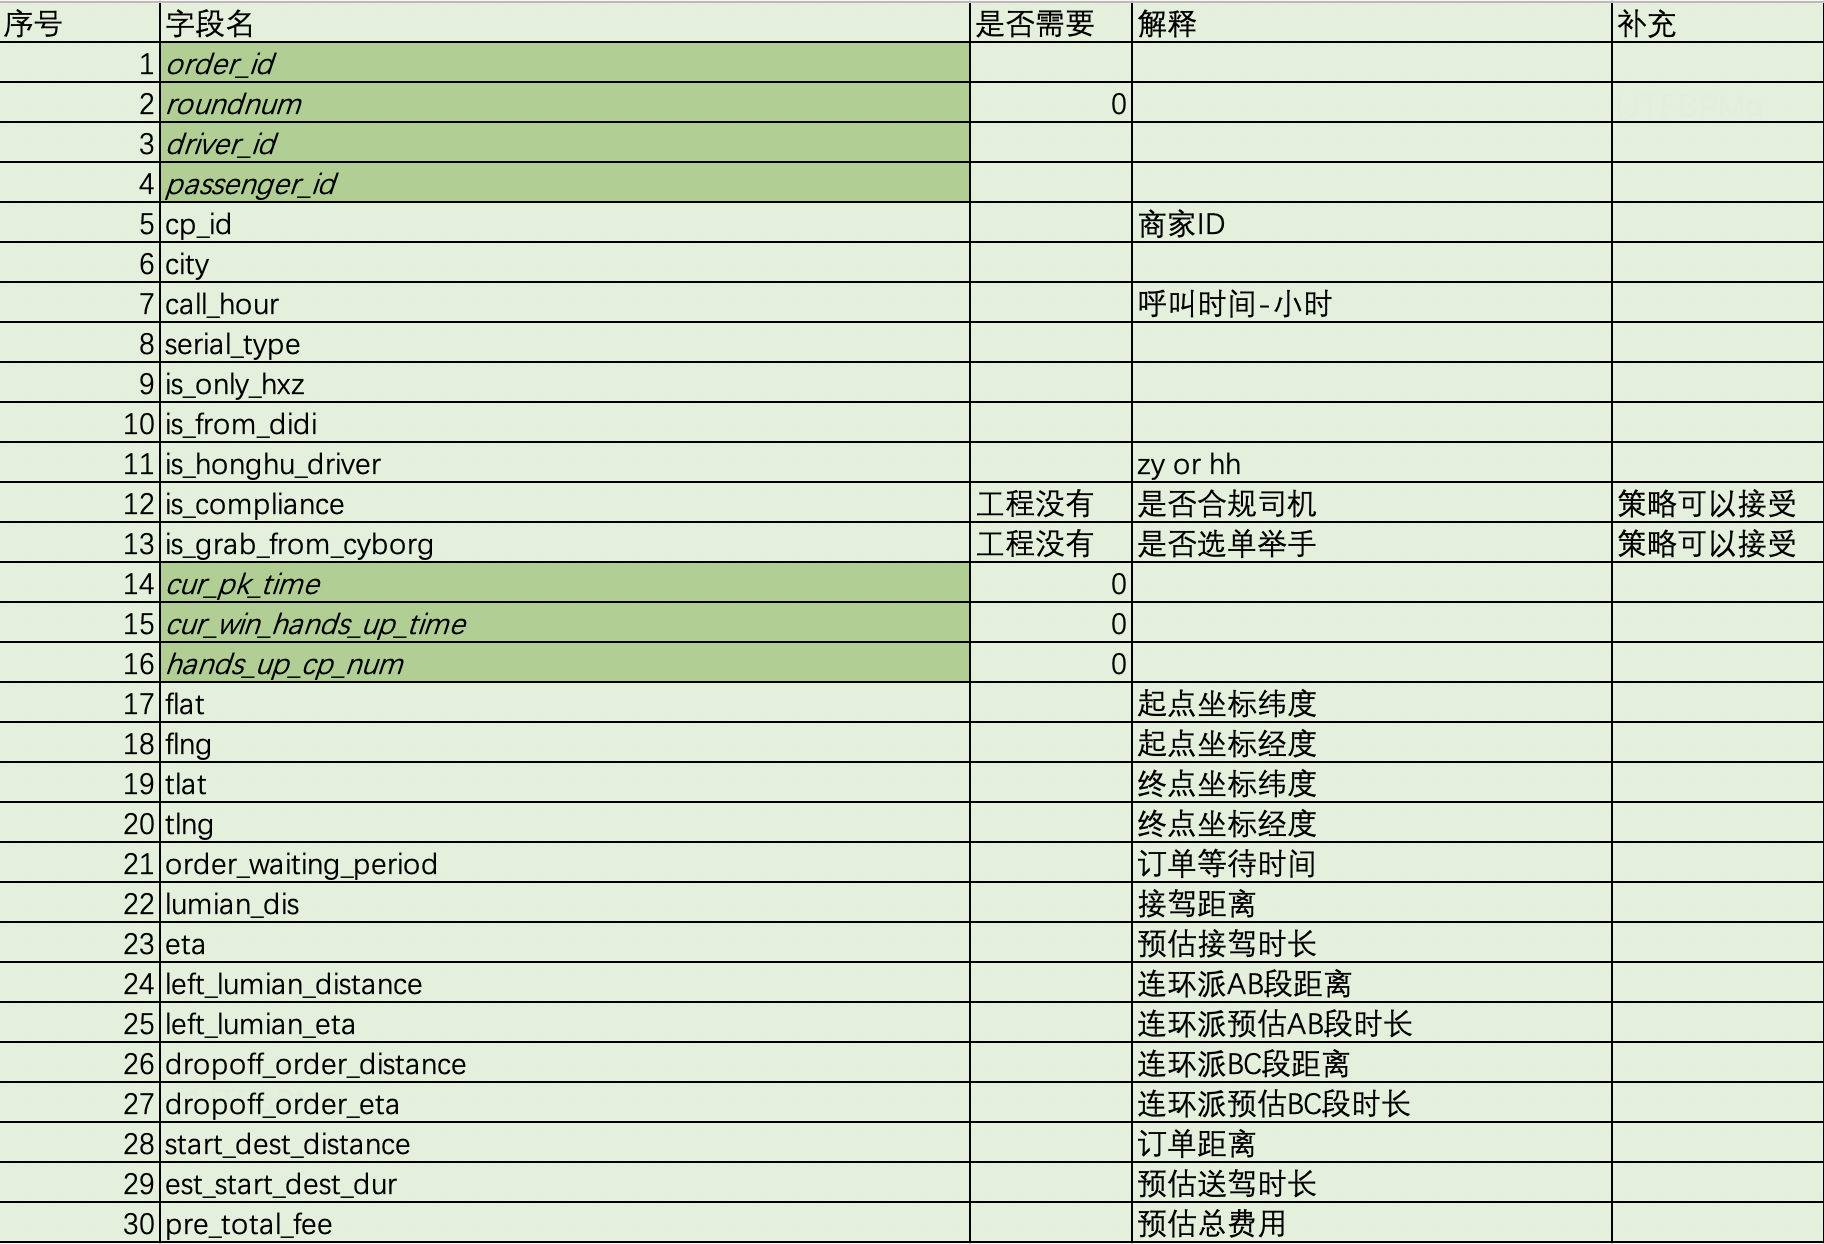 序号 字段名 是否需要 解释 补充
1 order_id
2 roundnum 0
3 driver_id
4 passenger_id
5 cp_id 商家ID
6 city
7 call_hour 呼叫时间-小时
8 serial_type
9 is_only_hxz
10 is_from_didi
11 is_honghu_driver zy or hh
12 is_compliance 工程没有 是否合规司机 策略可以接受
13 is_grab_from_cyborg 工程没有 是否选单举手 策略可以接受
14 cur_pk_time 0
15 cur_win_hands_up_time 0
16 hands_up_cp_num 0
17 flat 起点坐标纬度
18 flng 起点坐标经度
19 tlat 终点坐标纬度
20 tlng 终点坐标经度
21 order_waiting_period 订单等待时间
22 lumian_dis 接驾距离
23 eta 预估接驾时长
24 left_lumian_distance 连环派AB段距离
25 left_lumian_eta 连环派预估AB段时长
26 dropoff_order_distance 连环派BC段距离
27 dropoff_order_eta 连环派预估BC段时长
28 start_dest_distance 订单距离
29 est_start_dest_dur 预估送驾时长
30 pre_total_fee 预估总费用